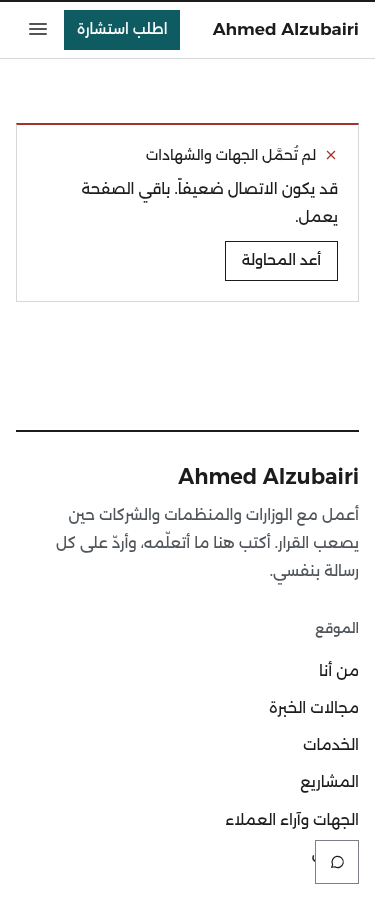 Ahmed Alzubairi
اطلب استشارة
لم تُحمَّل الجهات والشهادات
قد يكون الاتصال ضعيفاً. باقي الصفحة
يعمل.
أعد المحاولة
Ahmed Alzubairi
أعمل مع الوزارات والمنظمات والشركات حين
يصعب القرار. أكتب هنا ما أتعلّمه، وأردّ على كل
رسالة بنفسي.
الموقع
من أنا
مجالات الخبرة
الخدمات
المشاريع
الجهات وآراء العملاء